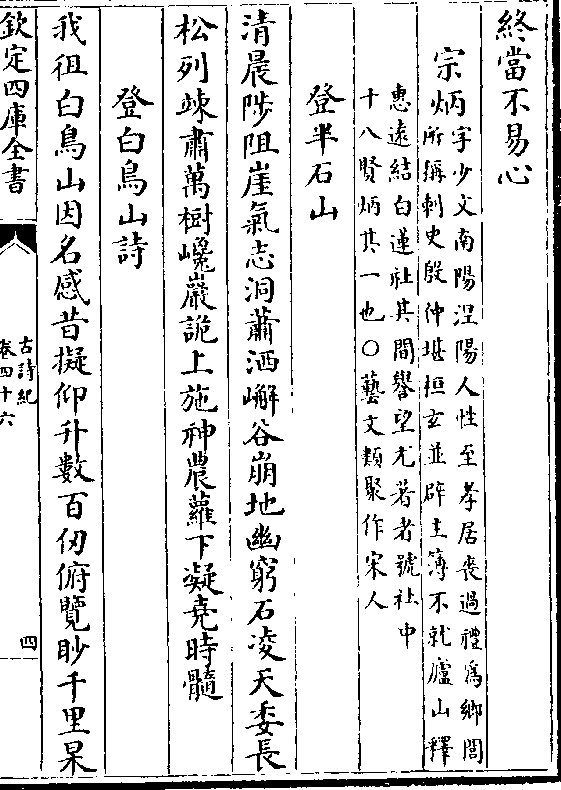 終當不易心
宗炳字少文南陽涅陽人性至孝居喪過禮爲鄉閭
所稱刺史殷仲堪桓玄並辟主簿不就廬山釋
惠遠結白蓮社其間譽望尤著者號社中
十八賢炳其一也○藝文類聚作宋人
登半石山
清晨陟阻崖氣志洞蕭洒嶰谷崩地幽窮石凌天委長
松列竦肅萬樹巉巖詭上施神農蘿下凝堯時髓
登白鳥山詩
我徂白鳥山因名感昔擬仰升數百仞俯覽眇千里杲
欽定四庫全書
古詩紀
卷四十六
四